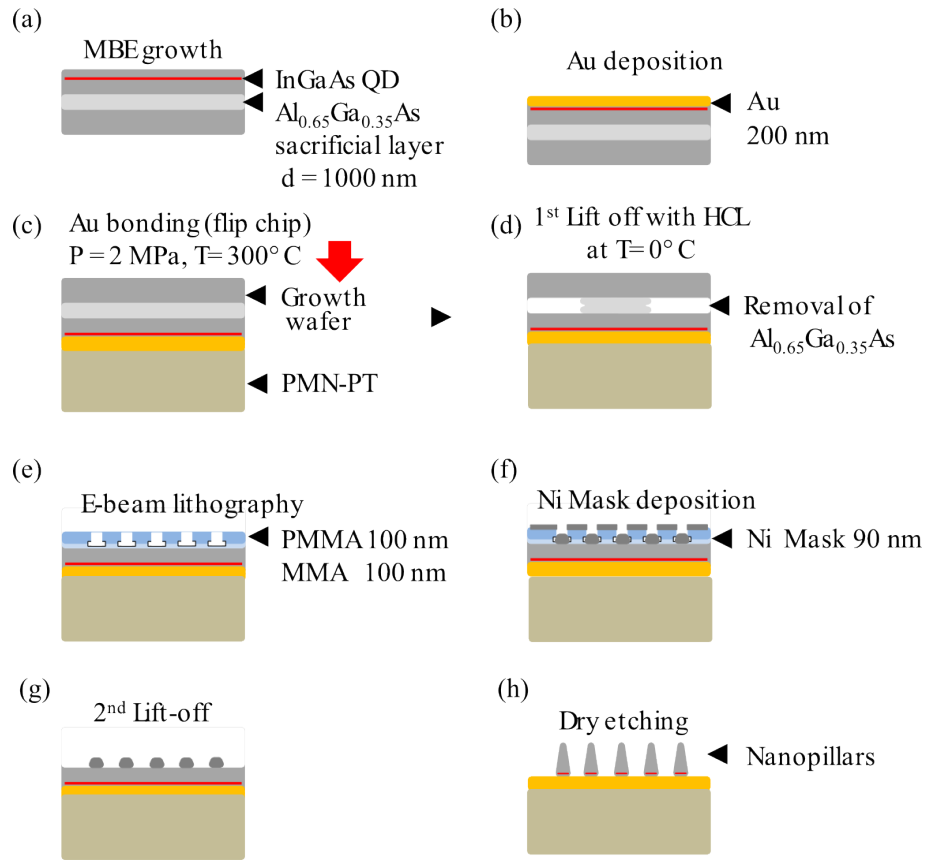 (a)
MBE growth
InGaAs QD
Al0.65Ga0.35As
sacrificial layer
d = 1000 nm
(b)
Au deposition
Au
200 nm
(c)
Au bonding (flip chip)
P = 2 MPa, T= 300° C
Growth
wafer
PMN-PT
(d)
1st Lift off with HCL
at T= 0° C
Removal of
Al0.65Ga0.35As
(e)
E-beam lithography
PMMA 100 nm
MMA 100 nm
(f)
Ni Mask deposition
Ni Mask 90 nm
(g)
2nd Lift-off
(h)
Dry etching
Nanopillars